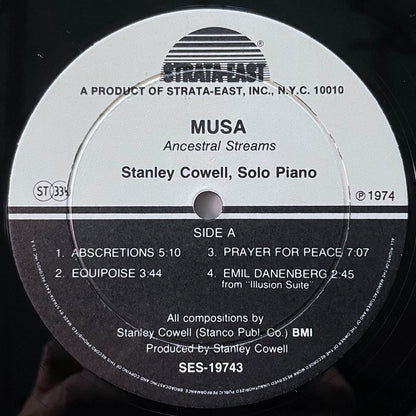 ®
STRATA-EAST
A PRODUCT OF STRATA-EAST, INC., N.Y.C. 10010
MUSA
Ancestral Streams
Stanley Cowell, Solo Piano
ST 33⅓
℗ 1974
SIDE A
1. ABSCRETIONS 5:10
2. EQUIPOISE 3:44
3. PRAYER FOR PEACE 7:07
4. EMIL DANENBERG 2:45
from "Illusion Suite"
All compositions by
Stanley Cowell (Stanco Publ. Co.) BMI
Produced by Stanley Cowell
SES-19743